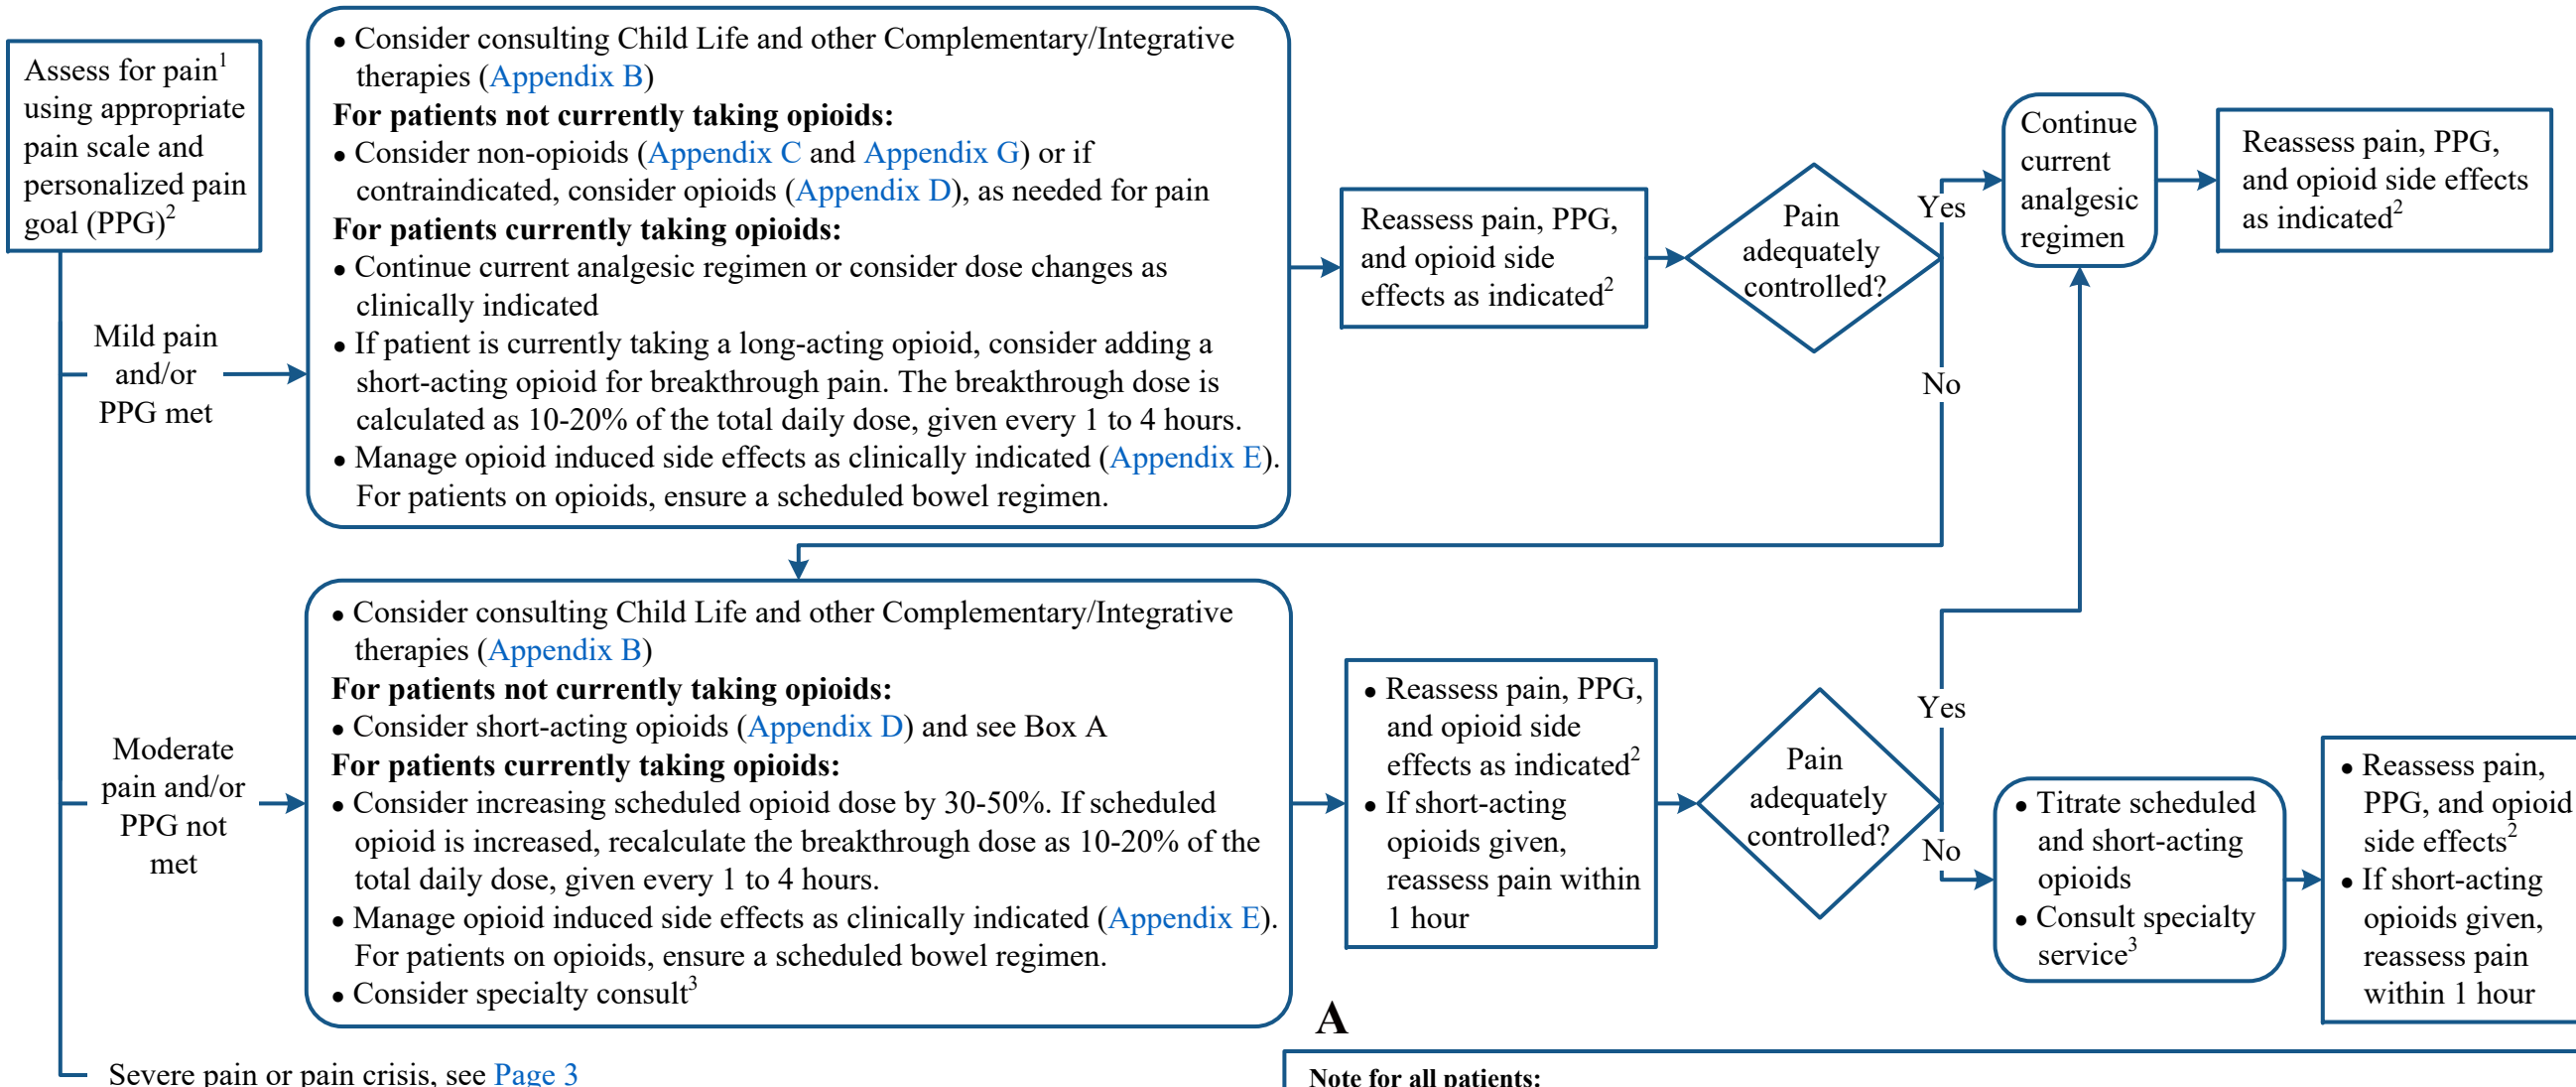 Assess for pain1
using appropriate
pain scale and
personalized pain
goal (PPG)2
Mild pain
and/or
PPG met
• Consider consulting Child Life and other Complementary/Integrative
therapies (Appendix B)
For patients not currently taking opioids:
• Consider non-opioids (Appendix C and Appendix G) or if
contraindicated, consider opioids (Appendix D), as needed for pain
For patients currently taking opioids:
• Continue current analgesic regimen or consider dose changes as
clinically indicated
• If patient is currently taking a long-acting opioid, consider adding a
short-acting opioid for breakthrough pain. The breakthrough dose is
calculated as 10-20% of the total daily dose, given every 1 to 4 hours.
• Manage opioid induced side effects as clinically indicated (Appendix E).
For patients on opioids, ensure a scheduled bowel regimen.
Reassess pain, PPG,
and opioid side
effects as indicated2
Pain
adequately
controlled?
Yes
No
Continue
current
analgesic
regimen
Reassess pain, PPG,
and opioid side effects
as indicated2
Moderate
pain and/or
PPG not
met
• Consider consulting Child Life and other Complementary/Integrative
therapies (Appendix B)
For patients not currently taking opioids:
• Consider short-acting opioids (Appendix D) and see Box A
For patients currently taking opioids:
• Consider increasing scheduled opioid dose by 30-50%. If scheduled
opioid is increased, recalculate the breakthrough dose as 10-20% of the
total daily dose, given every 1 to 4 hours.
• Manage opioid induced side effects as clinically indicated (Appendix E).
For patients on opioids, ensure a scheduled bowel regimen.
• Consider specialty consult3
• Reassess pain, PPG,
and opioid side
effects as indicated2
• If short-acting
opioids given,
reassess pain within
1 hour
Pain
adequately
controlled?
Yes
No
• Titrate scheduled
and short-acting
opioids
• Consult specialty
service3
• Reassess pain,
PPG, and opioid
side effects2
• If short-acting
opioids given,
reassess pain
within 1 hour
Severe pain or pain crisis, see Page 3
A
Note for all patients: